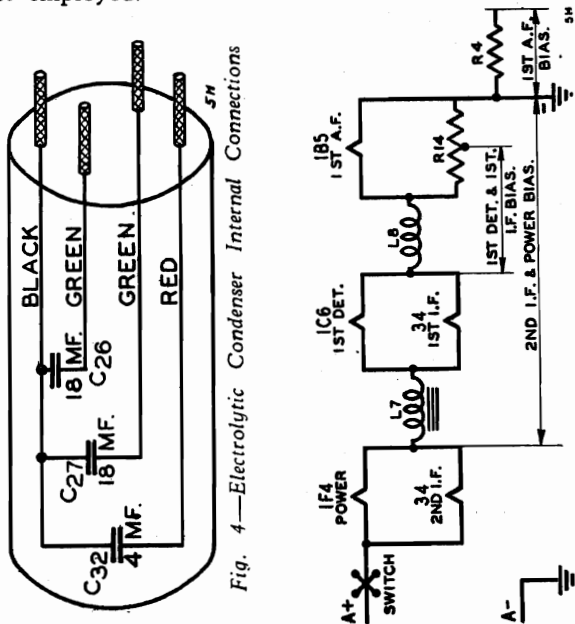 employed.
BLACK
GREEN
GREEN
RED
18 MF.
C26
C27
18 MF.
C32
4 MF.
5H
Fig. 4—Electrolytic Condenser Internal Connections
A+
SWITCH
1F4
POWER
34
2ND I.F.
L7
1C6
1ST DET.
34
1ST I.F.
L8
1B5
1ST A.F.
R14
R4
1ST A.F.
BIAS.
1ST DET. & 1ST.
I.F. BIAS.
2ND I.F. & POWER BIAS.
A-
5H